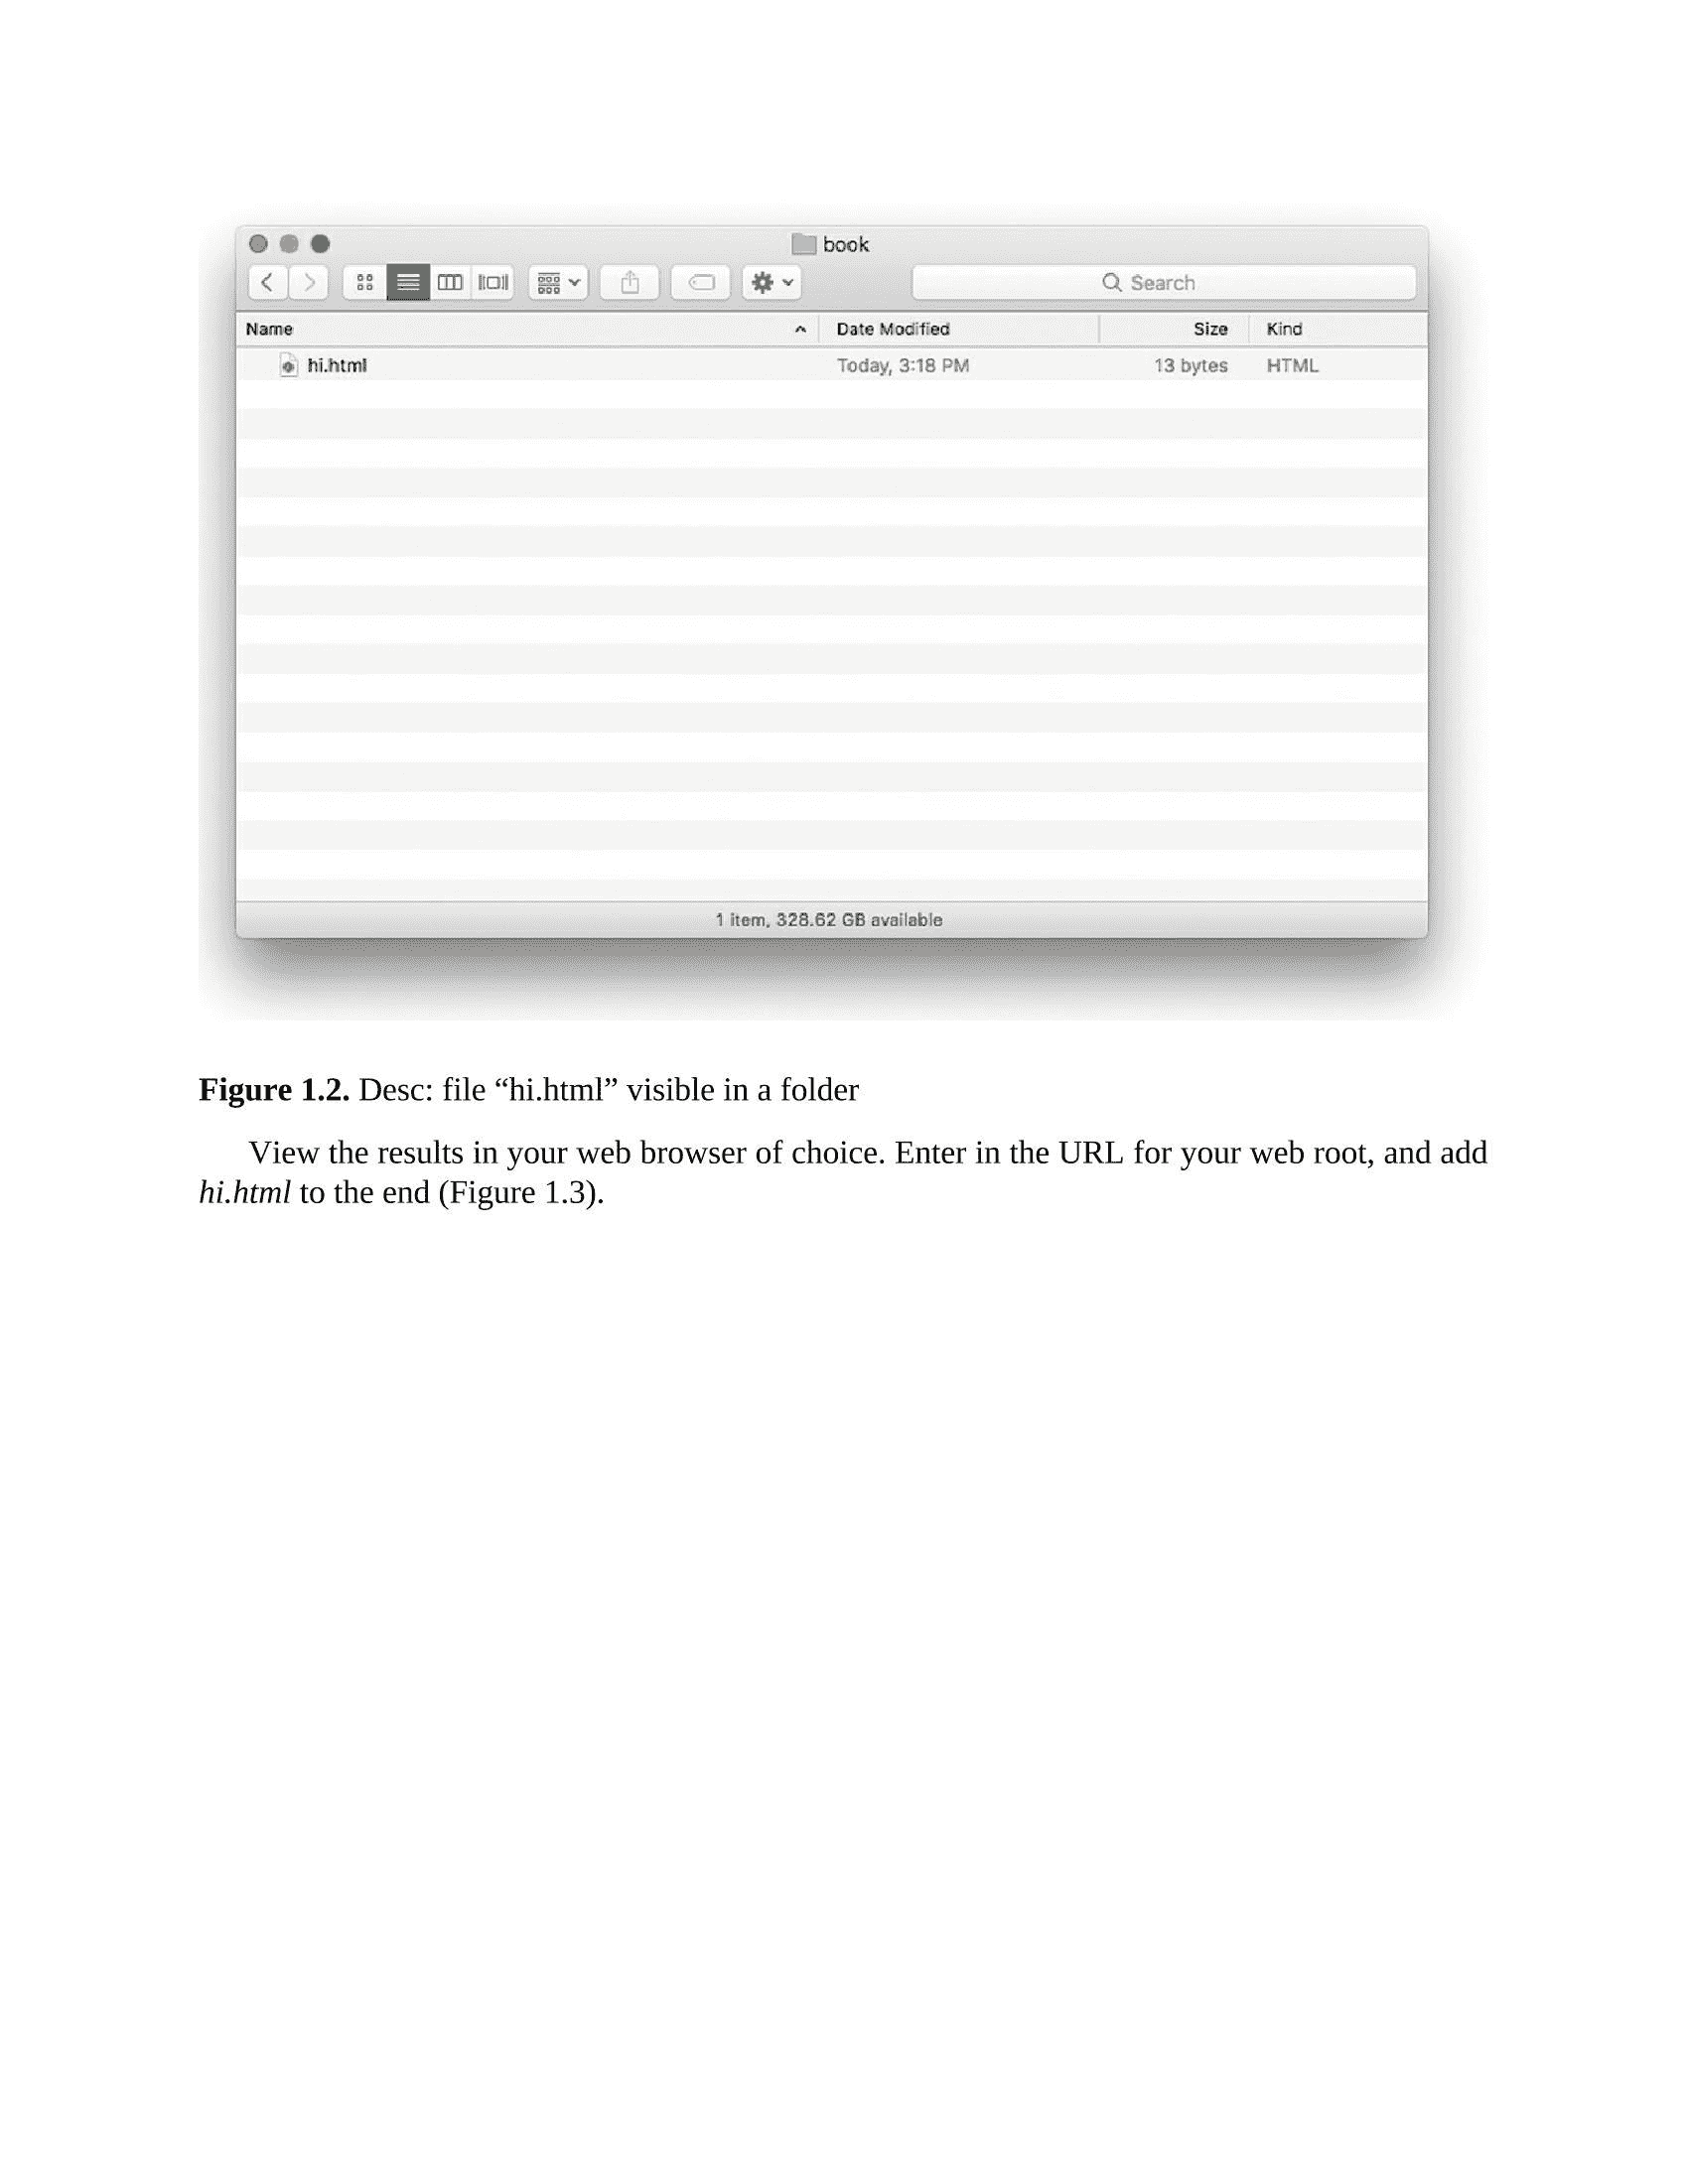 book
Search
Name Date Modified Size Kind
hi.html Today, 3:18 PM 13 bytes HTML
1 item, 328.62 GB available
Figure 1.2. Desc: file “hi.html” visible in a folder
View the results in your web browser of choice. Enter in the URL for your web root, and add
hi.html to the end (Figure 1.3).